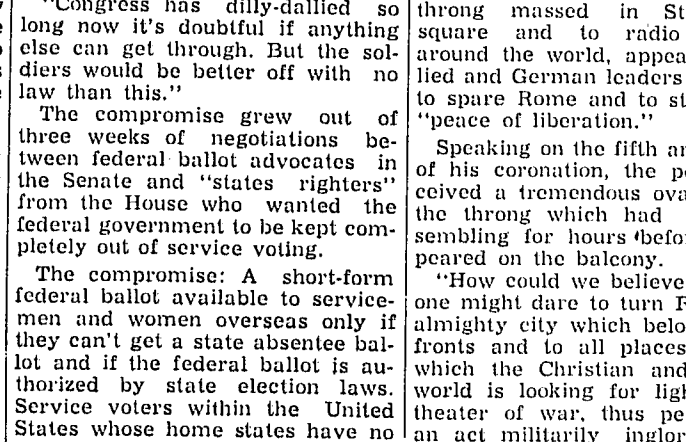 "Congress has dilly-dallied so
long now it's doubtful if anything
else can get through. But the sol-
diers would be better off with no
law than this."
The compromise grew out of
three weeks of negotiations be-
tween federal ballot advocates in
the Senate and "states righters"
from the House who wanted the
federal government to be kept com-
pletely out of service voting.
The compromise: A short-form
federal ballot available to service-
men and women overseas only if
they can't get a state absentee bal-
lot and if the federal ballot is au-
thorized by state election laws.
Service voters within the United
States whose home states have no
throng massed in St
square and to radio
around the world, appea
lied and German leaders
to spare Rome and to st
"peace of liberation."
Speaking on the fifth an
of his coronation, the p
ceived a tremendous ova
the throng which had
sembling for hours befo
peared on the balcony.
"How could we believe
one might dare to turn
almighty city which belo
fronts and to all places
which the Christian and
world is looking for ligh
theater of war, thus pe
an act militarily inglor